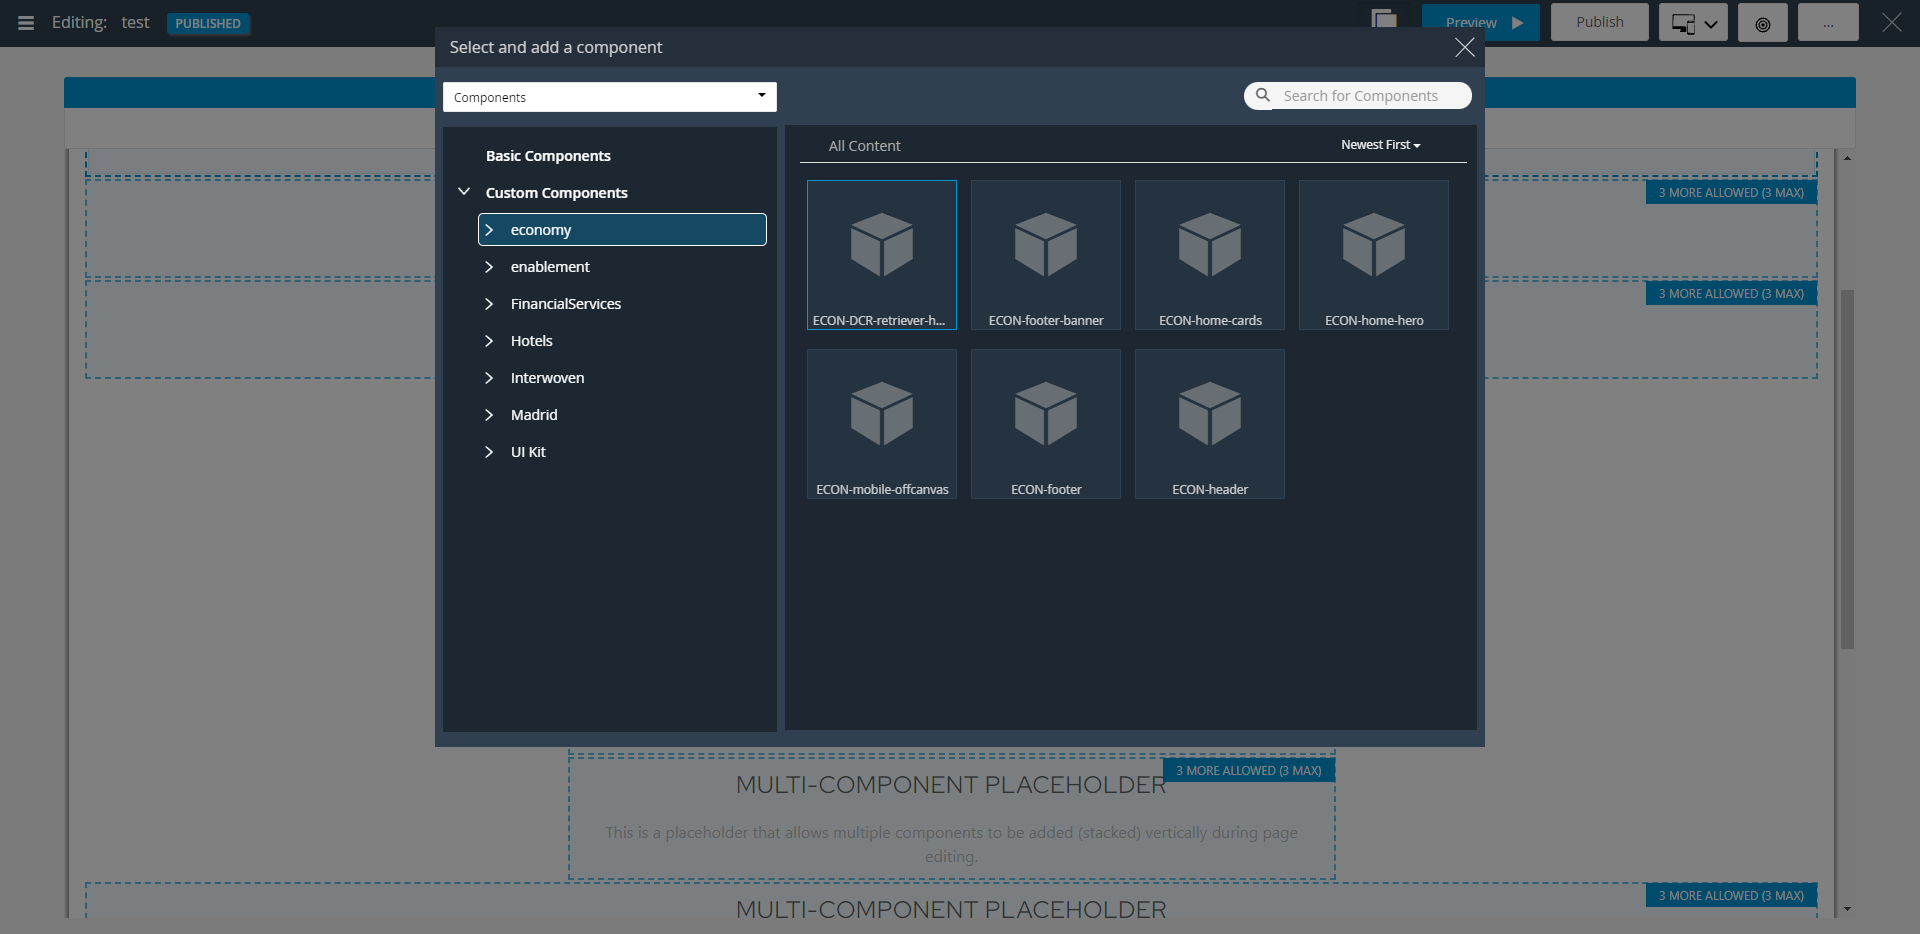 Editing: test PUBLISHED
Preview
Publish
...
Select and add a component
Components
Search for Components
Basic Components
Custom Components
economy
enablement
FinancialServices
Hotels
Interwoven
Madrid
UI Kit
All Content
Newest First
ECON-DCR-retriever-h...
ECON-footer-banner
ECON-home-cards
ECON-home-hero
ECON-mobile-offcanvas
ECON-footer
ECON-header
3 MORE ALLOWED (3 MAX)
3 MORE ALLOWED (3 MAX)
3 MORE ALLOWED (3 MAX)
MULTI-COMPONENT PLACEHOLDER
This is a placeholder that allows multiple components to be added (stacked) vertically during page
editing.
3 MORE ALLOWED (3 MAX)
MULTI-COMPONENT PLACEHOLDER